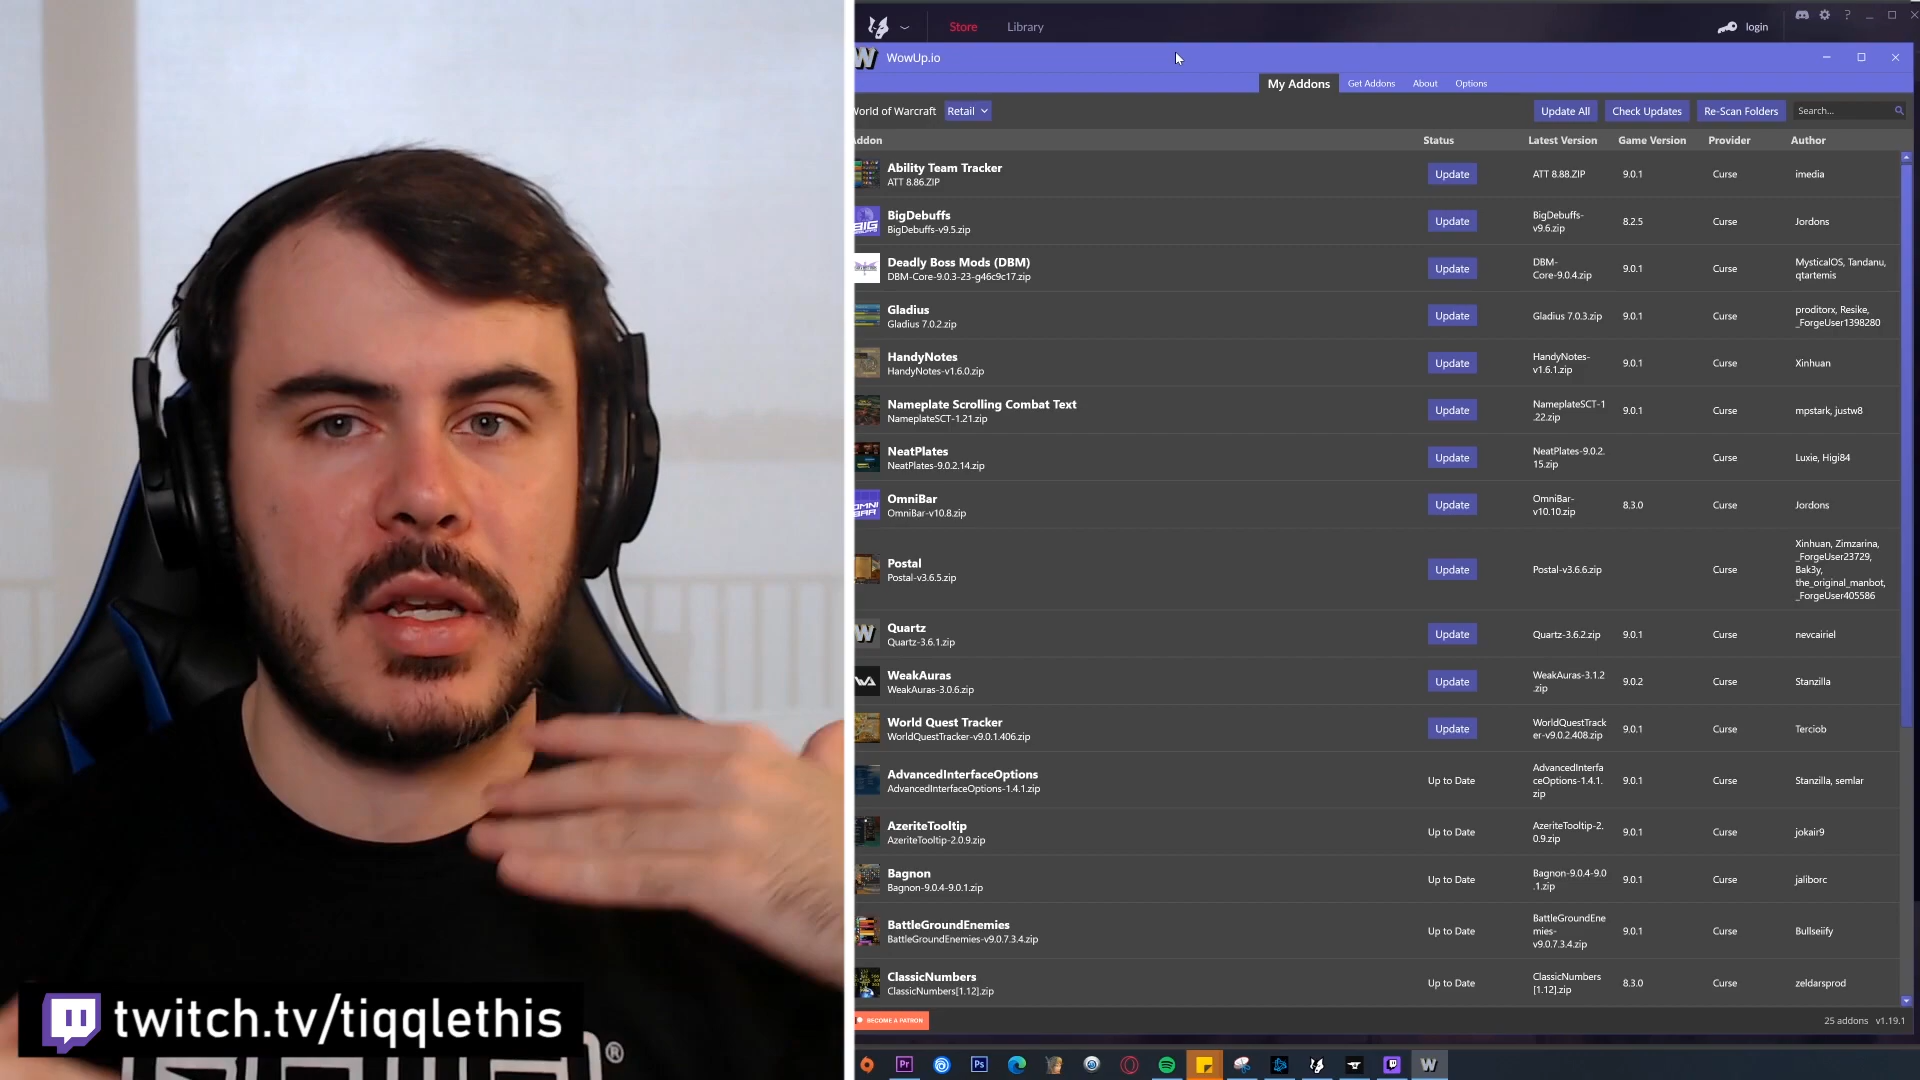 Store
Library
login
WowUp.io
My Addons
Get Addons
About
Options
World of Warcraft
Retail
Update All
Check Updates
Re-Scan Folders
Search...
Addon
Status
Latest Version
Game Version
Provider
Author
Ability Team Tracker
ATT 8.86.ZIP
Update
ATT 8.88.ZIP
9.0.1
Curse
imedia
BigDebuffs
BigDebuffs-v9.5.zip
Update
BigDebuffs-
v9.6.zip
8.2.5
Curse
Jordons
Deadly Boss Mods (DBM)
DBM-Core-9.0.3-23-g46c9c17.zip
Update
DBM-
Core-9.0.4.zip
9.0.1
Curse
MysticalOS, Tandanu,
qtartemis
Gladius
Gladius 7.0.2.zip
Update
Gladius 7.0.3.zip
9.0.1
Curse
proditorx, Resike,
_ForgeUser1398280
HandyNotes
HandyNotes-v1.6.0.zip
Update
HandyNotes-
v1.6.1.zip
9.0.1
Curse
Xinhuan
Nameplate Scrolling Combat Text
NameplateSCT-1.21.zip
Update
NameplateSCT-1
.22.zip
9.0.1
Curse
mpstark, justw8
NeatPlates
NeatPlates-9.0.2.14.zip
Update
NeatPlates-9.0.2.
15.zip
Curse
Luxie, Higi84
OMNI
BAR
OmniBar
OmniBar-v10.8.zip
Update
OmniBar-
v10.10.zip
8.3.0
Curse
Jordons
Postal
Postal-v3.6.5.zip
Update
Postal-v3.6.6.zip
Curse
Xinhuan, Zimzarina,
_ForgeUser23729,
Bak3y,
the_original_manbot,
_ForgeUser405586
Quartz
Quartz-3.6.1.zip
Update
Quartz-3.6.2.zip
9.0.1
Curse
nevcairiel
WeakAuras
WeakAuras-3.0.6.zip
Update
WeakAuras-3.1.2
.zip
9.0.2
Curse
Stanzilla
World Quest Tracker
WorldQuestTracker-v9.0.1.406.zip
Update
WorldQuestTrack
er-v9.0.2.408.zip
9.0.1
Curse
Terciob
AdvancedInterfaceOptions
AdvancedInterfaceOptions-1.4.1.zip
Up to Date
AdvancedInterfa
ceOptions-1.4.1.
zip
9.0.1
Curse
Stanzilla, semlar
AzeriteTooltip
AzeriteTooltip-2.0.9.zip
Up to Date
AzeriteTooltip-2.
0.9.zip
9.0.1
Curse
jokair9
Bagnon
Bagnon-9.0.4-9.0.1.zip
Up to Date
Bagnon-9.0.4-9.0
.1.zip
9.0.1
Curse
jaliborc
BattleGroundEnemies
BattleGroundEnemies-v9.0.7.3.4.zip
Up to Date
BattleGroundEne
mies-
v9.0.7.3.4.zip
9.0.1
Curse
Bullseiify
ClassicNumbers
ClassicNumbers[1.12].zip
Up to Date
ClassicNumbers
[1.12].zip
8.3.0
Curse
zeldarsprod
BECOME A PATRON
25 addons v1.19.1
Pr
Ps
W
twitch.tv/tiqqlethis